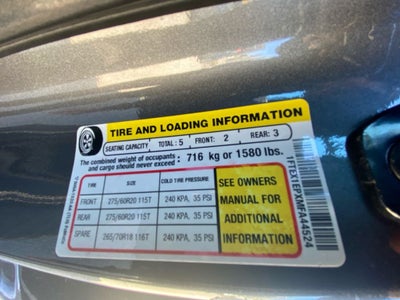 TIRE AND LOADING INFORMATION
SEATING CAPACITY TOTAL: 5 FRONT: 2 REAR: 3
The combined weight of occupants and cargo should never exceed: 716 kg or 1580 lbs.
TIRE SIZE COLD TIRE PRESSURE
FRONT 275/60R20 115T 240 KPA, 35 PSI
REAR 275/60R20 115T 240 KPA, 35 PSI
SPARE 265/70R18 116T 240 KPA, 35 PSI
SEE OWNERS
MANUAL FOR
ADDITIONAL
INFORMATION
1FTEX1EPXMFA44524